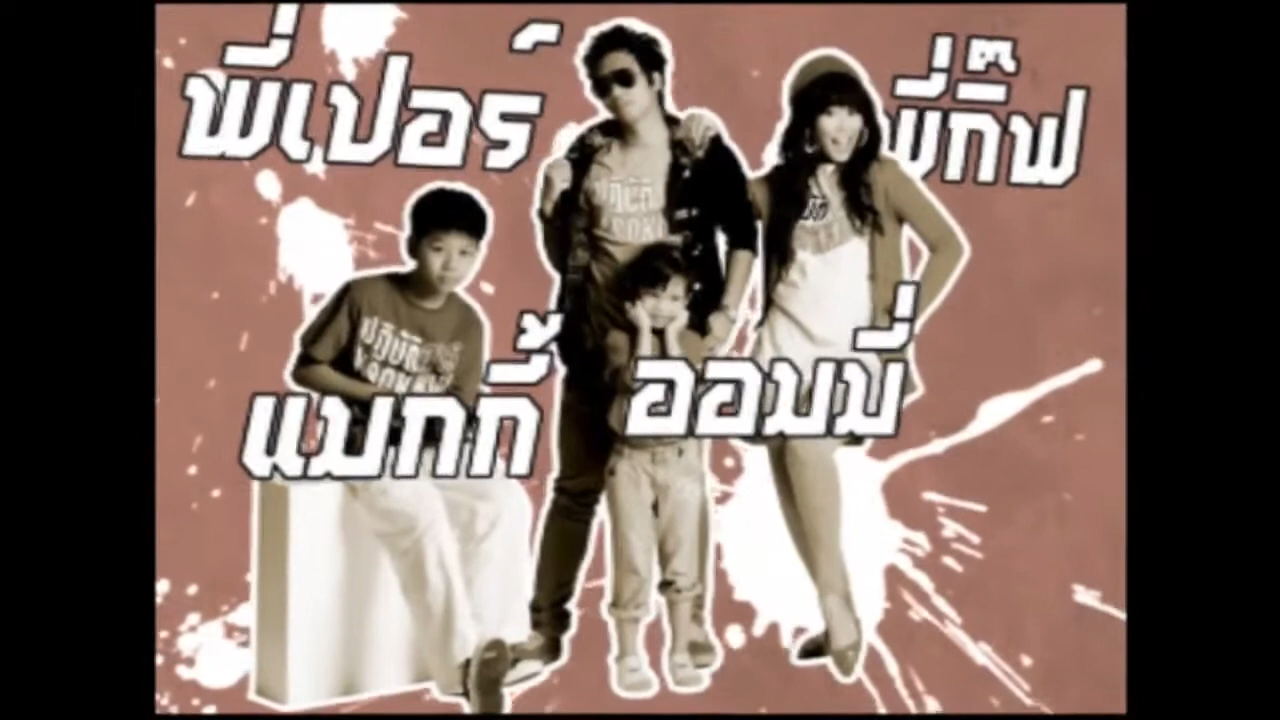 พี่เปอร์
พี่กิ๊ฟ
แมกกี้
ออมมี่